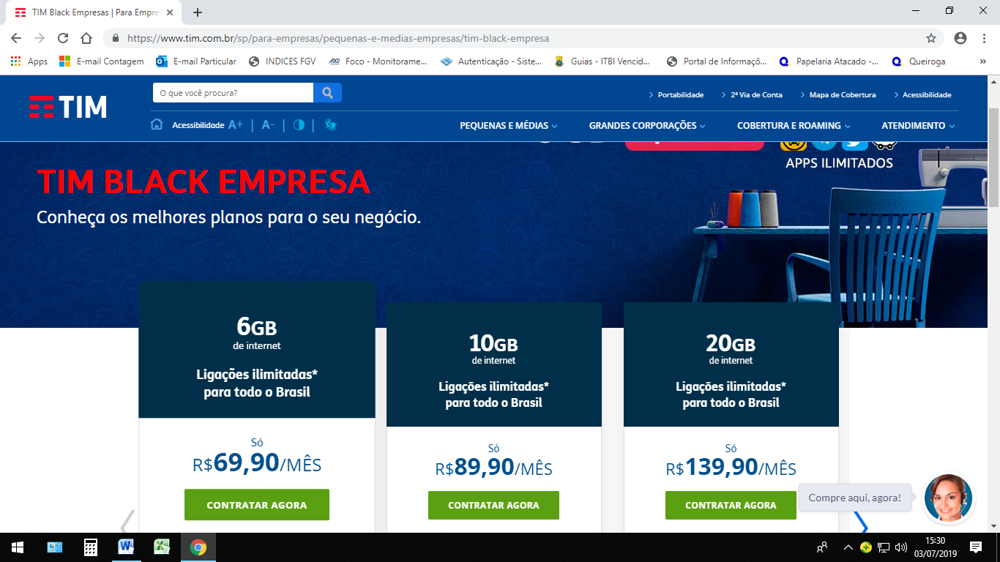 TIM Black Empresas | Para Empre
https://www.tim.com.br/sp/para-empresas/pequenas-e-medias-empresas/tim-black-empresa
Apps E-mail Contagem E-mail Particular INDICES FGV Foco - Monitorame... Autenticação - Siste... Guias - ITBI Vencid... Portal de Informaçõ... Papelaria Atacado -... Queiroga »
TIM
O que você procura?
Portabilidade 2ª Via de Conta Mapa de Cobertura Acessibilidade
Acessibilidade A+ | A- | |
PEQUENAS E MÉDIAS GRANDES CORPORAÇÕES COBERTURA E ROAMING ATENDIMENTO
APPS ILIMITADOS
TIM BLACK EMPRESA
Conheça os melhores planos para o seu negócio.
6GB
de internet
Ligações ilimitadas*
para todo o Brasil
Só
R$69,90/MÊS
CONTRATAR AGORA
10GB
de internet
Ligações ilimitadas*
para todo o Brasil
Só
R$89,90/MÊS
CONTRATAR AGORA
20GB
de internet
Ligações ilimitadas*
para todo o Brasil
Só
R$139,90/MÊS
CONTRATAR AGORA
Compre aqui, agora!
15:30
03/07/2019